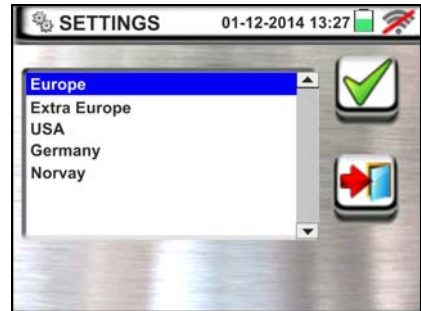 SETTINGS 01-12-2014 13:27
Europe
Extra Europe
USA
Germany
Norvay